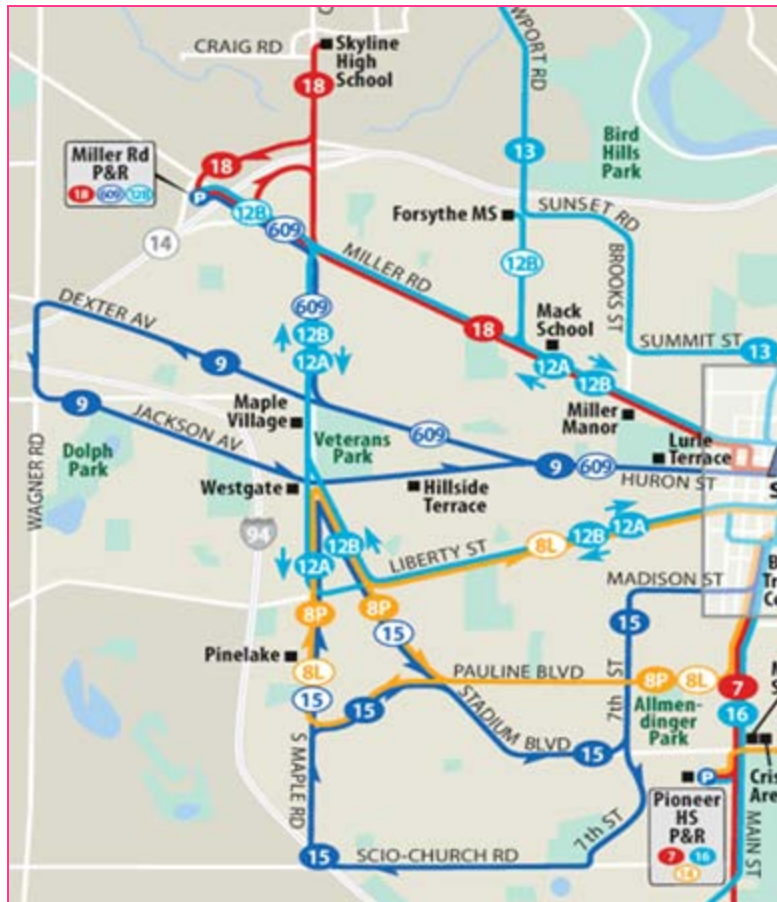 CRAIG RD
Skyline
High
School
18
WPORT RD
Miller Rd
P&R
18 609 12B
18
P
12B
609
13
Bird
Hills
Park
14
Forsythe MS
SUNSET RD
MILLER RD
12B
BROOKS ST
609
DEXTER AV
12B
12A
18
Mack
School
SUMMIT ST
13
9
12A
12B
9
JACKSON AV
Maple
Village
Veterans
Park
609
Miller
Manor
Lurie
Terrace
WAGNER RD
Dolph
Park
Westgate
Hillside
Terrace
9
609
HURON ST
94
12B
12A
12B
12A
LIBERTY ST
8L
MADISON ST
8P
8P
15
15
Pinelake
8L
15
15
PAULINE BLVD
7th ST
8P
8L
7
16
STADIUM BLVD
15
Allmen-
dinger
Park
S MAPLE RD
P
Pioneer
HS
P&R
7 16
14
Cris
Are
15
SCIO-CHURCH RD
7th ST
MAIN ST